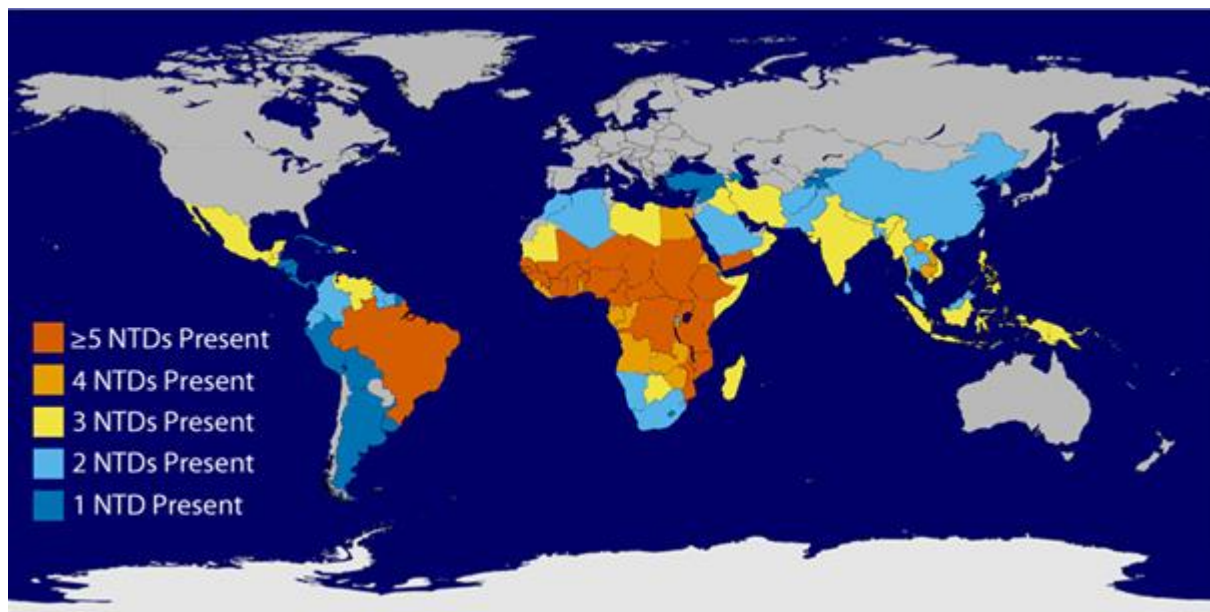 ≥5 NTDs Present
4 NTDs Present
3 NTDs Present
2 NTDs Present
1 NTD Present